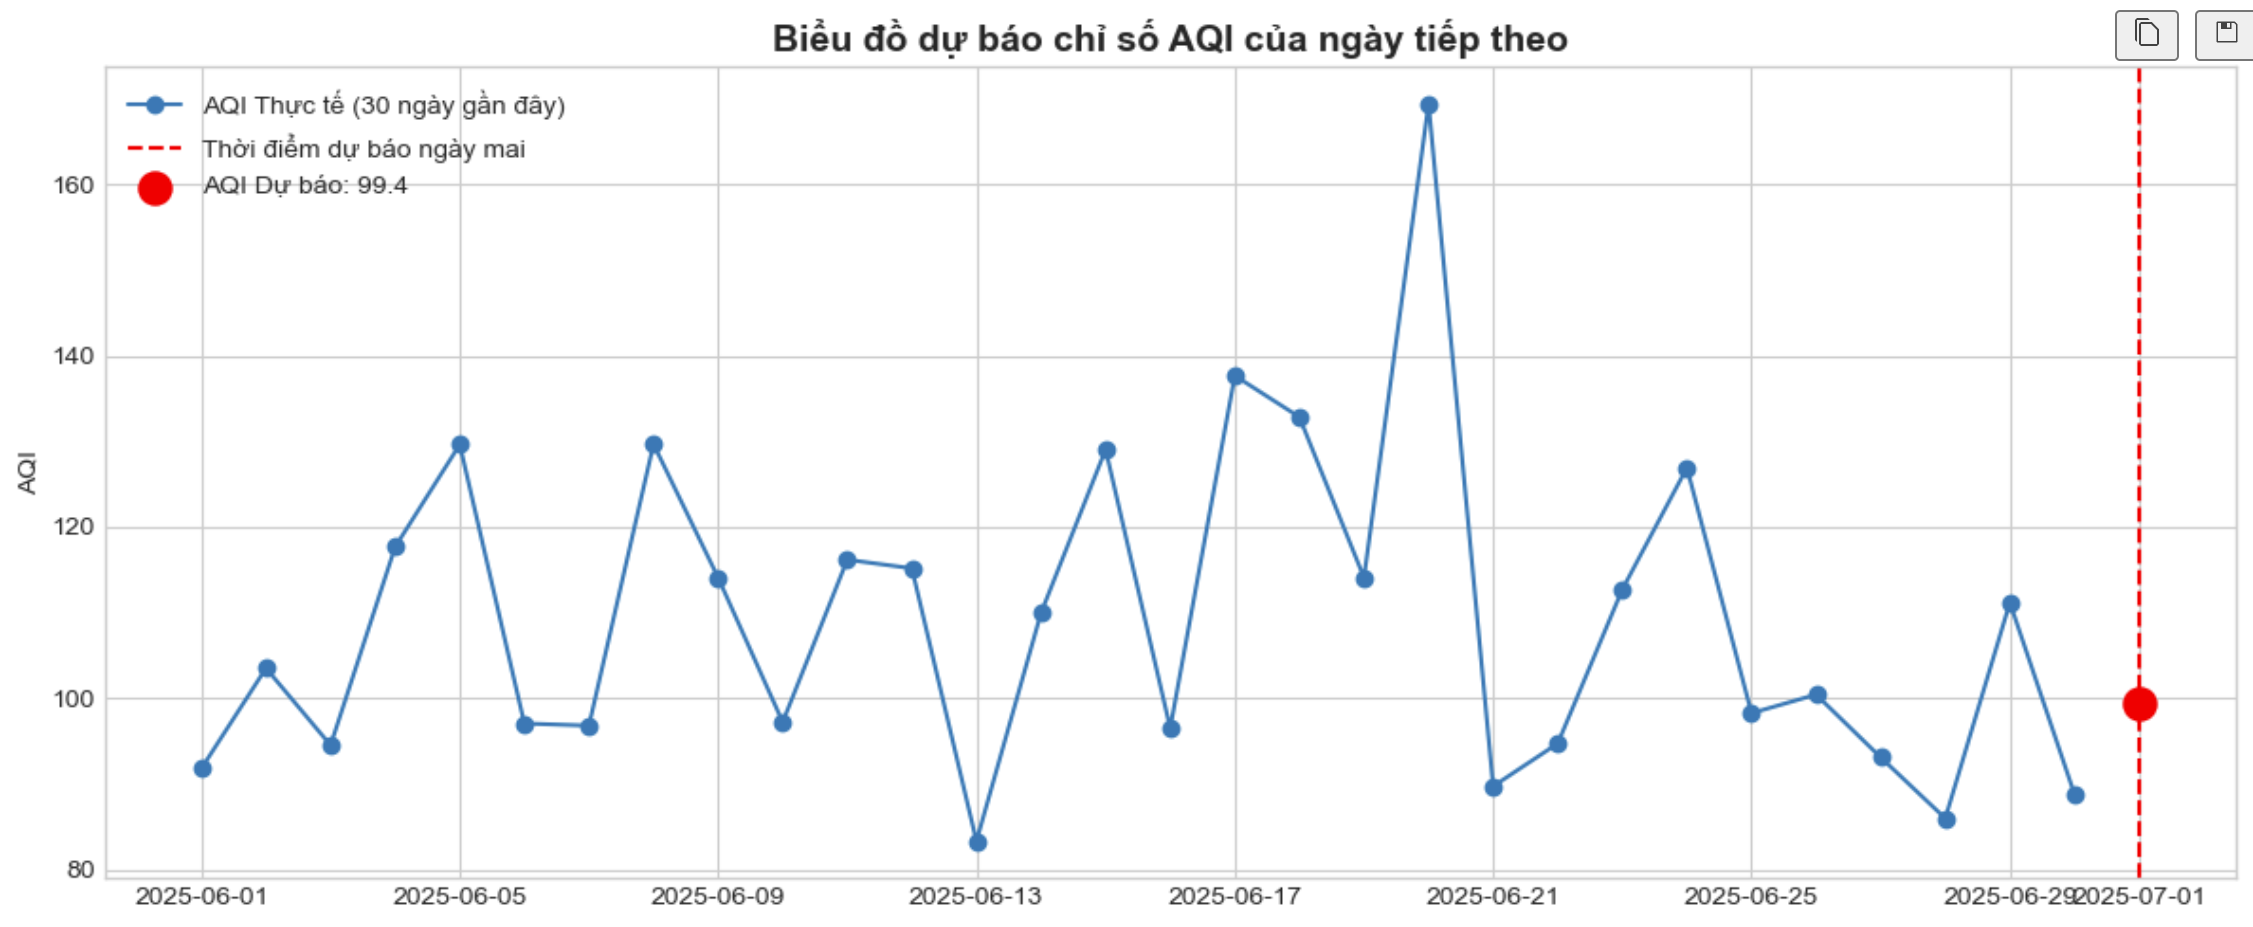 Biểu đồ dự báo chỉ số AQI của ngày tiếp theo
AQI Thực tế (30 ngày gần đây)
Thời điểm dự báo ngày mai
AQI Dự báo: 99.4
160
140
120
100
80
AQI
2025-06-01
2025-06-05
2025-06-09
2025-06-13
2025-06-17
2025-06-21
2025-06-25
2025-06-29
2025-07-01